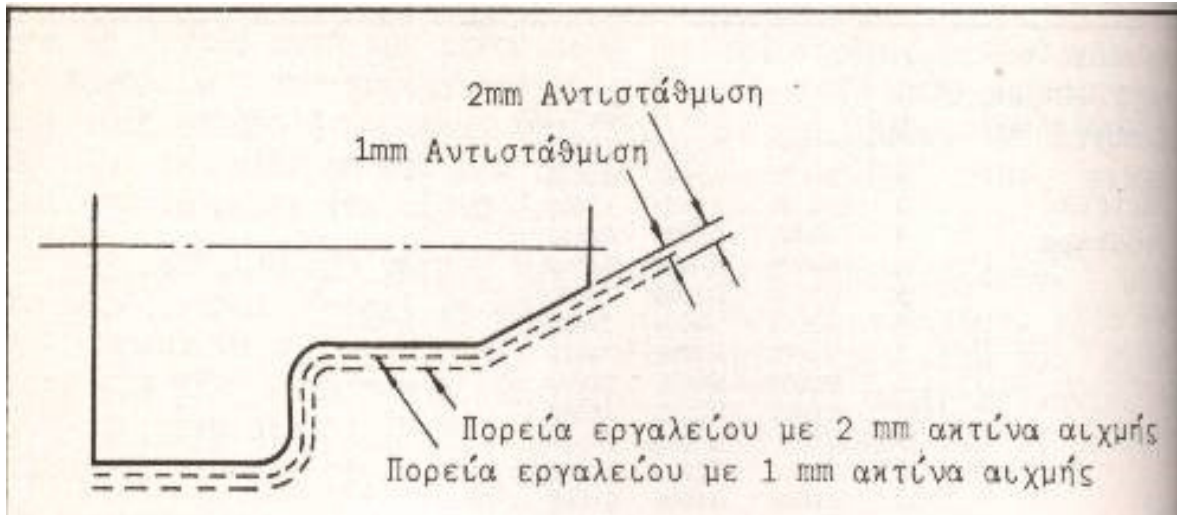 2mm Αντιστάθμιση
1mm Αντιστάθμιση
Πορεία εργαλείου με 2 mm ακτίνα αιχμής
Πορεία εργαλείου με 1 mm ακτίνα αιχμής